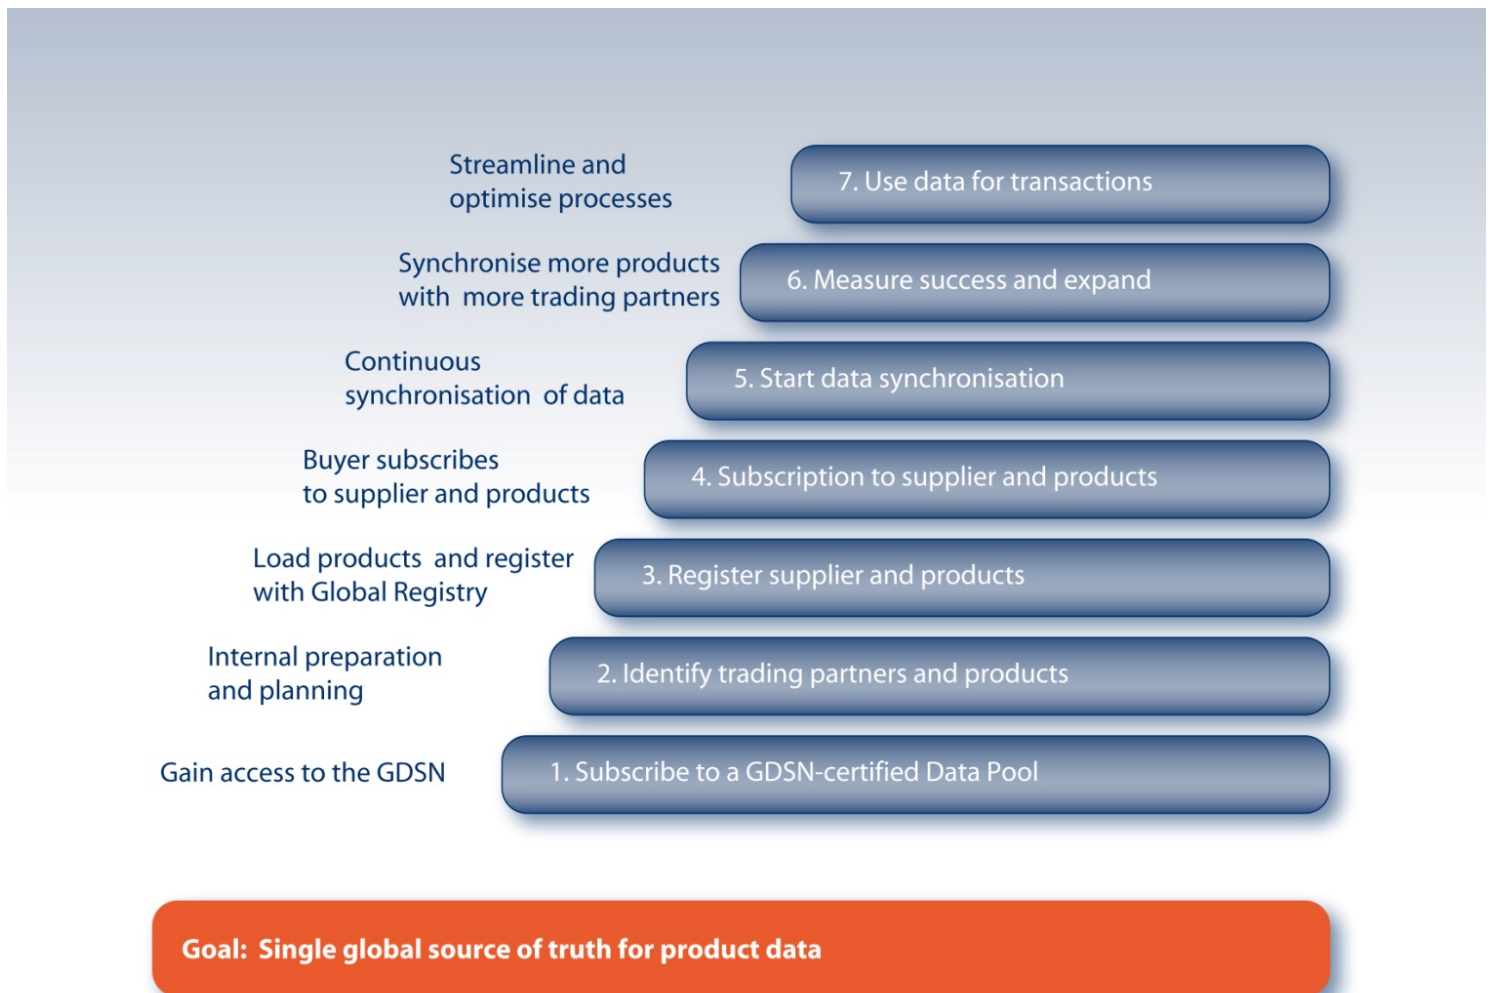 Streamline and
optimise processes
7. Use data for transactions
Synchronise more products
with more trading partners
6. Measure success and expand
Continuous
synchronisation of data
5. Start data synchronisation
Buyer subscribes
to supplier and products
4. Subscription to supplier and products
Load products and register
with Global Registry
3. Register supplier and products
Internal preparation
and planning
2. Identify trading partners and products
Gain access to the GDSN
1. Subscribe to a GDSN-certified Data Pool
Goal: Single global source of truth for product data